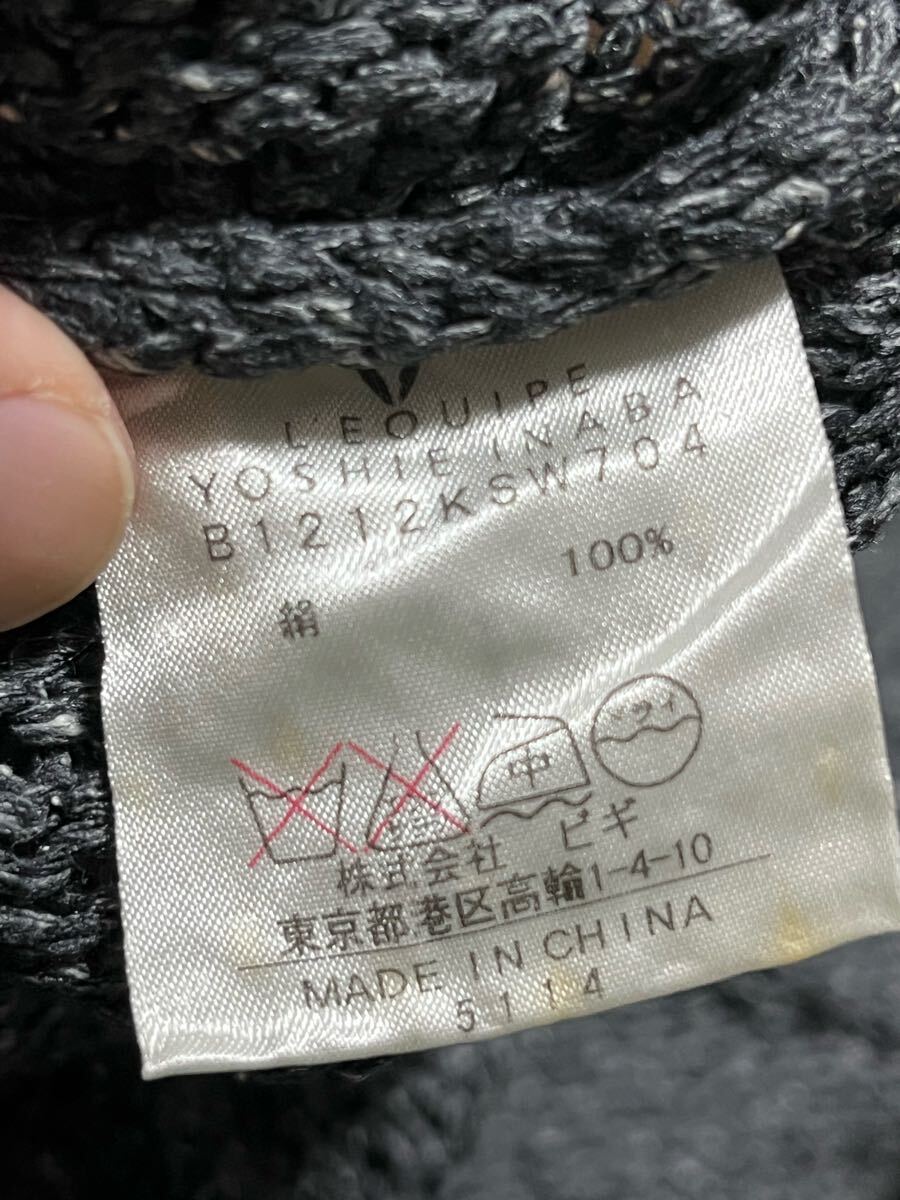 L'EQUIPE
YOSHIE INABA
B1212KSW704
絹 100%
中 ドライ
株式会社 ビギ
東京都港区高輪1-4-10
MADE IN CHINA
5114